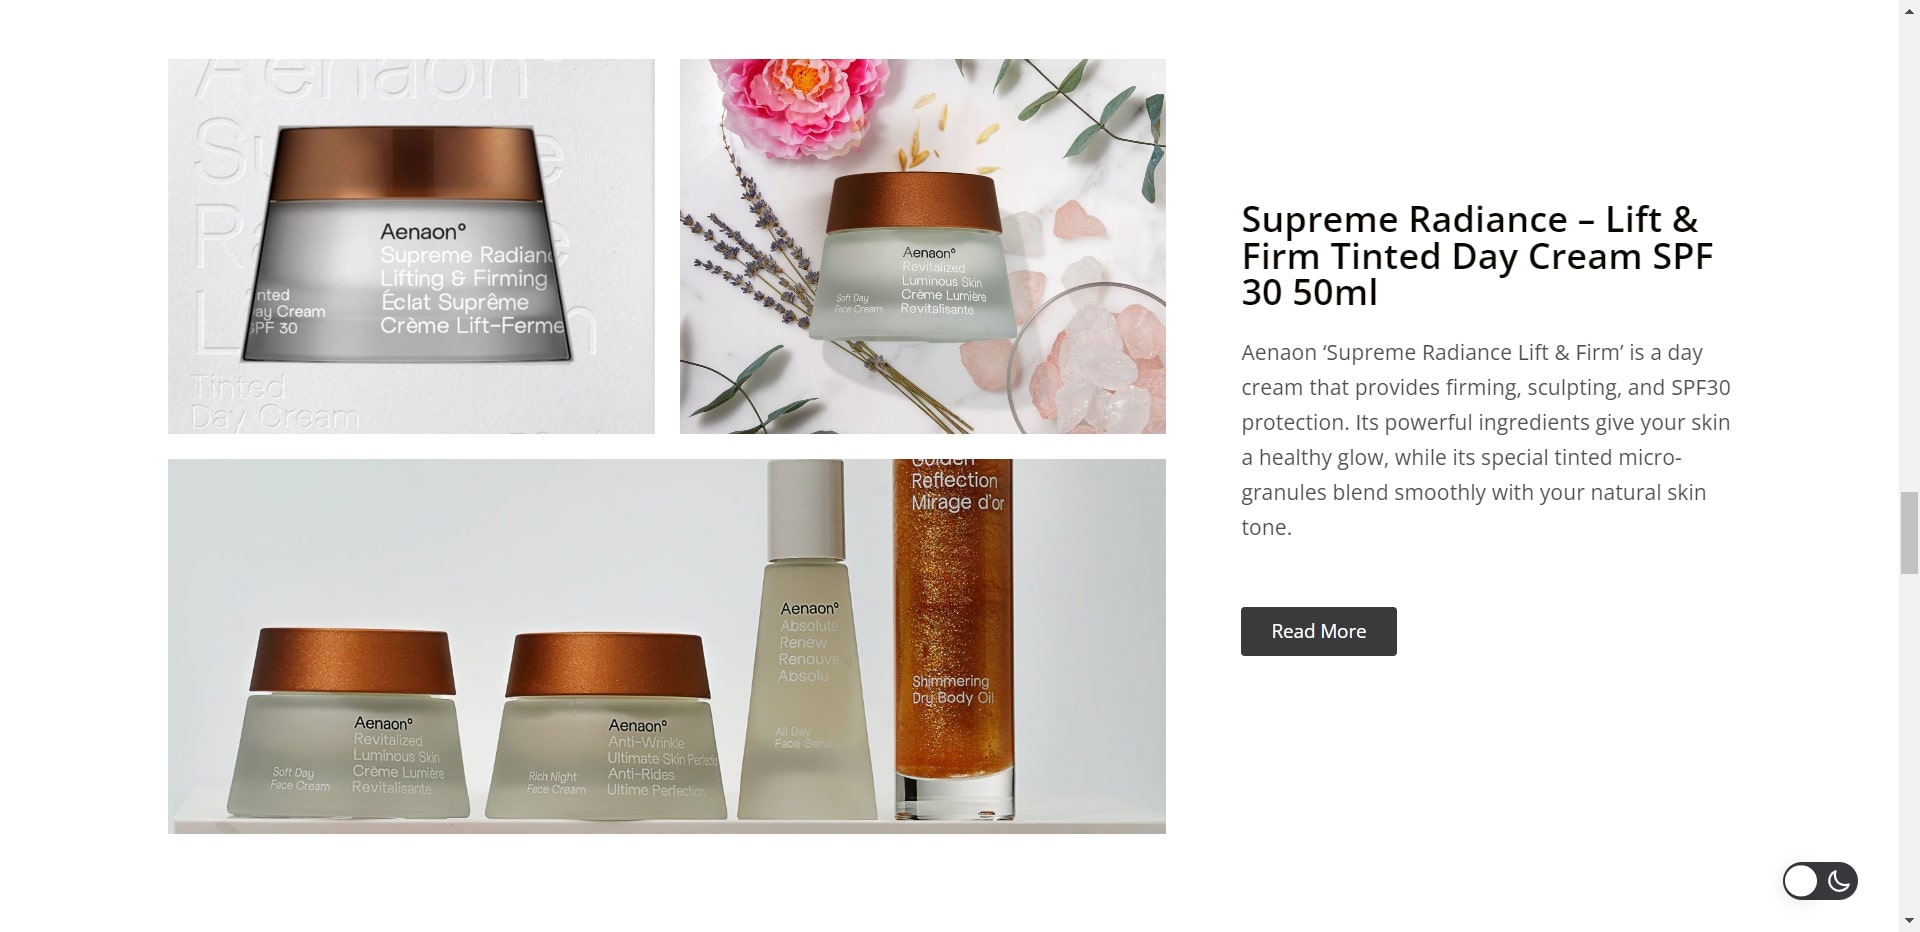 Aenaon°
Tinted
Day Cream
Aenaon°
Supreme Radianc
Lifting & Firming
Éclat Suprême
Crème Lift-Ferme
nted
ay Cream
SPF 30
Aenaon°
Revitalized
Luminous Skin
Crème Lumière
Revitalisante
Soft Day
Face Cream
Aenaon°
Revitalized
Luminous Skin
Crème Lumière
Revitalisante
Soft Day
Face Cream
Aenaon°
Anti-Wrinkle
Ultimate Skin Perfectio
Anti-Rides
Ultime Perfection
Rich Night
Face Cream
Aenaon°
Absolute
Renew
Renouve
Absolu
All Day
Face Serum
Golden
Reflection
Mirage d'or
Shimmering
Dry Body Oil
Supreme Radiance – Lift &
Firm Tinted Day Cream SPF
30 50ml
Aenaon ‘Supreme Radiance Lift & Firm’ is a day
cream that provides firming, sculpting, and SPF30
protection. Its powerful ingredients give your skin
a healthy glow, while its special tinted micro-
granules blend smoothly with your natural skin
tone.
Read More